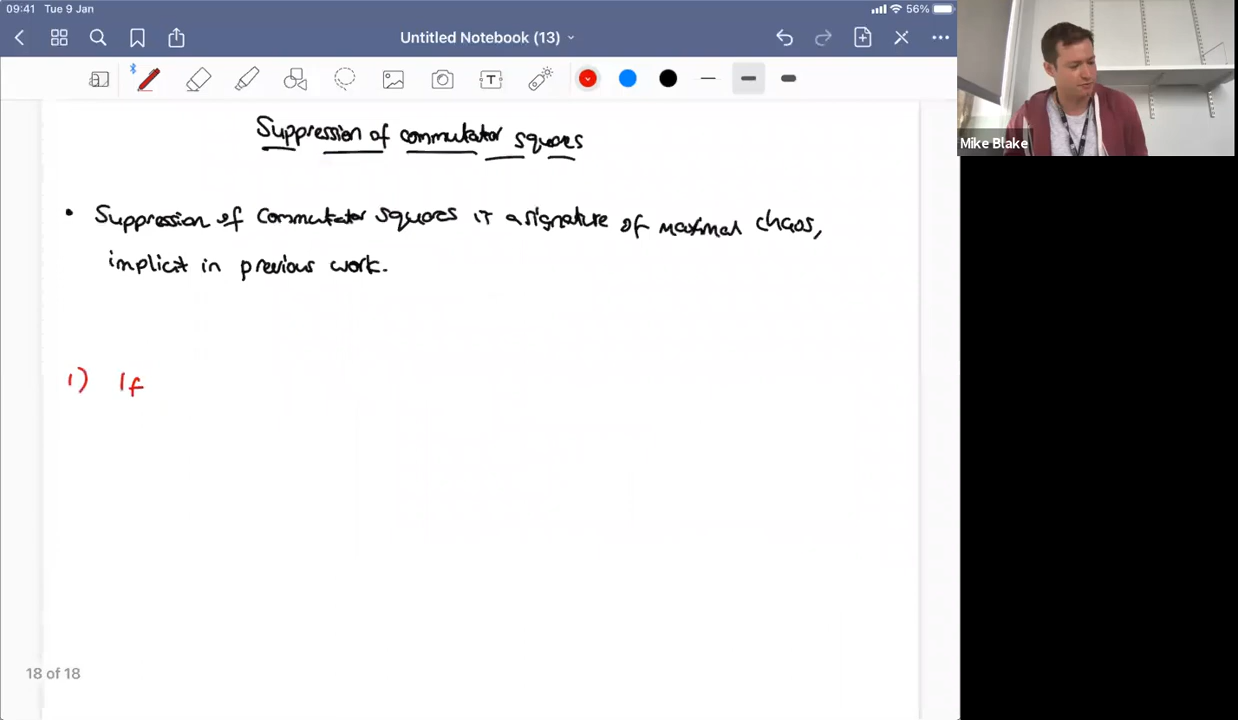 09:41 Tue 9 Jan
56%
Untitled Notebook (13)
Mike Blake
Suppression of commutator squares
• Suppression of commutator squares is a signature of maximal chaos,
implicit in previous work.
1) If
18 of 18